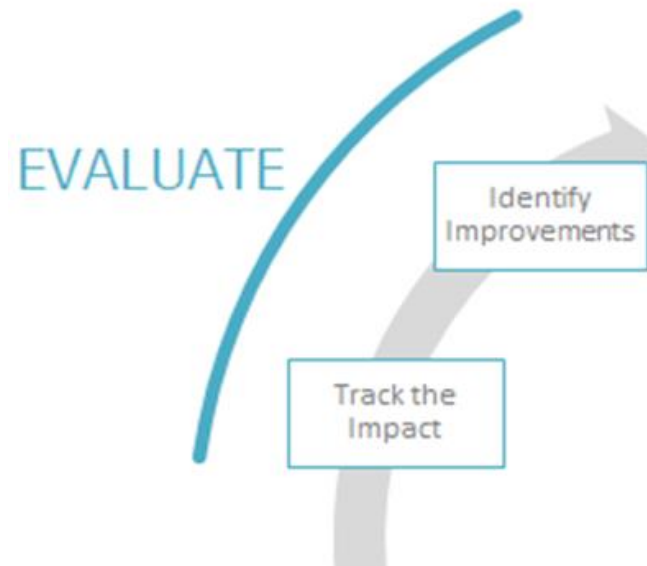 EVALUATE
Identify
Improvements
Track the
Impact